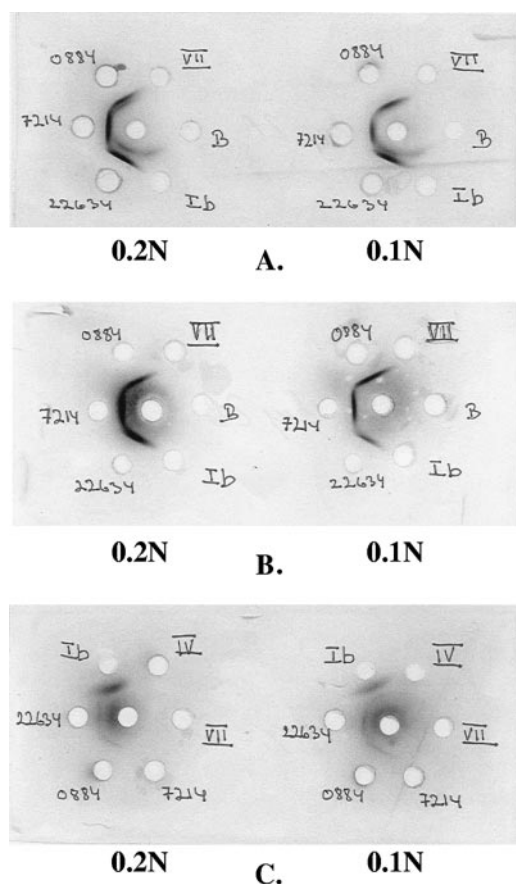 0884 VII 0884 VII
7214 B 7214 B
22634 Ib 22634 Ib
0.2N A. 0.1N
0884 VII 0884 VII
7214 B 7214 B
22634 Ib 22634 Ib
0.2N B. 0.1N
Ib IV Ib IV
22634 VII 22634 VII
0884 7214 0884 7214
0.2N C. 0.1N